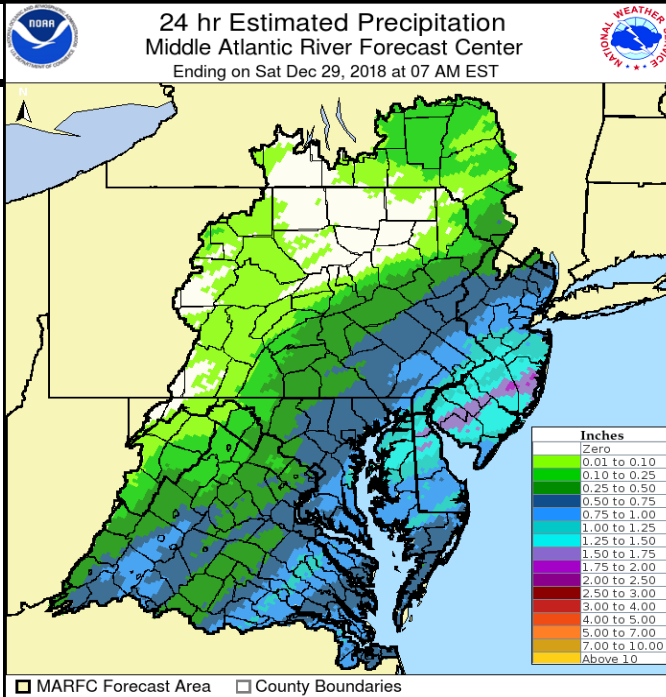 24 hr Estimated Precipitation
Middle Atlantic River Forecast Center
Ending on Sat Dec 29, 2018 at 07 AM EST
NOAA
NATIONAL WEATHER
N
Inches
Zero
0.01 to 0.10
0.10 to 0.25
0.25 to 0.50
0.50 to 0.75
0.75 to 1.00
1.00 to 1.25
1.25 to 1.50
1.50 to 1.75
1.75 to 2.00
2.00 to 2.50
2.50 to 3.00
3.00 to 4.00
4.00 to 5.00
5.00 to 7.00
7.00 to 10.00
Above 10
MARFC Forecast Area
County Boundaries